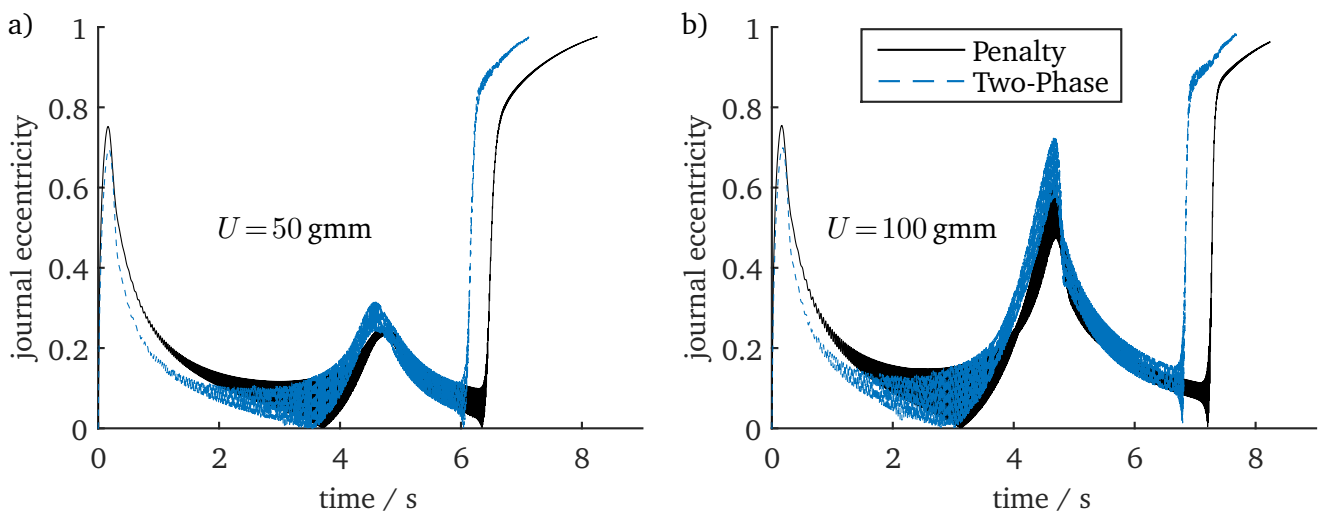 a)
journal eccentricity
1
0.8
0.6
0.4
0.2
0
U = 50 gmm
0 2 4 6 8
time / s
b)
journal eccentricity
1
0.8
0.6
0.4
0.2
0
Penalty
Two-Phase
U = 100 gmm
0 2 4 6 8
time / s